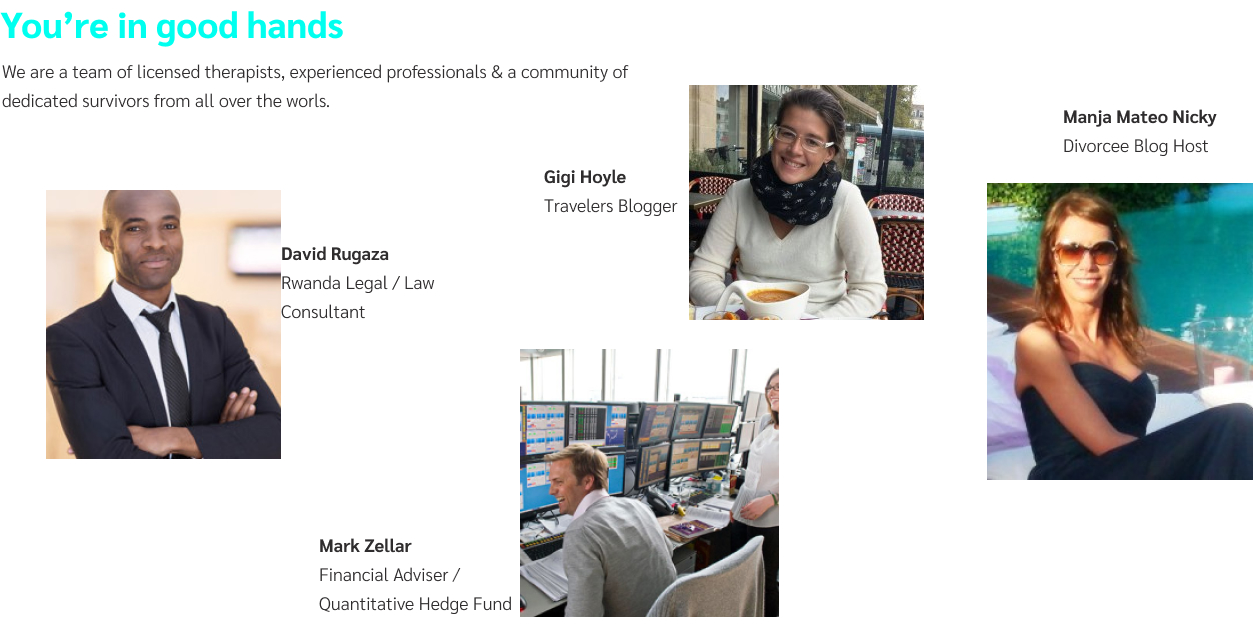 You’re in good hands
We are a team of licensed therapists, experienced professionals & a community of
dedicated survivors from all over the worls.
Manja Mateo Nicky
Divorcee Blog Host
Gigi Hoyle
Travelers Blogger
David Rugaza
Rwanda Legal / Law
Consultant
Mark Zellar
Financial Adviser /
Quantitative Hedge Fund